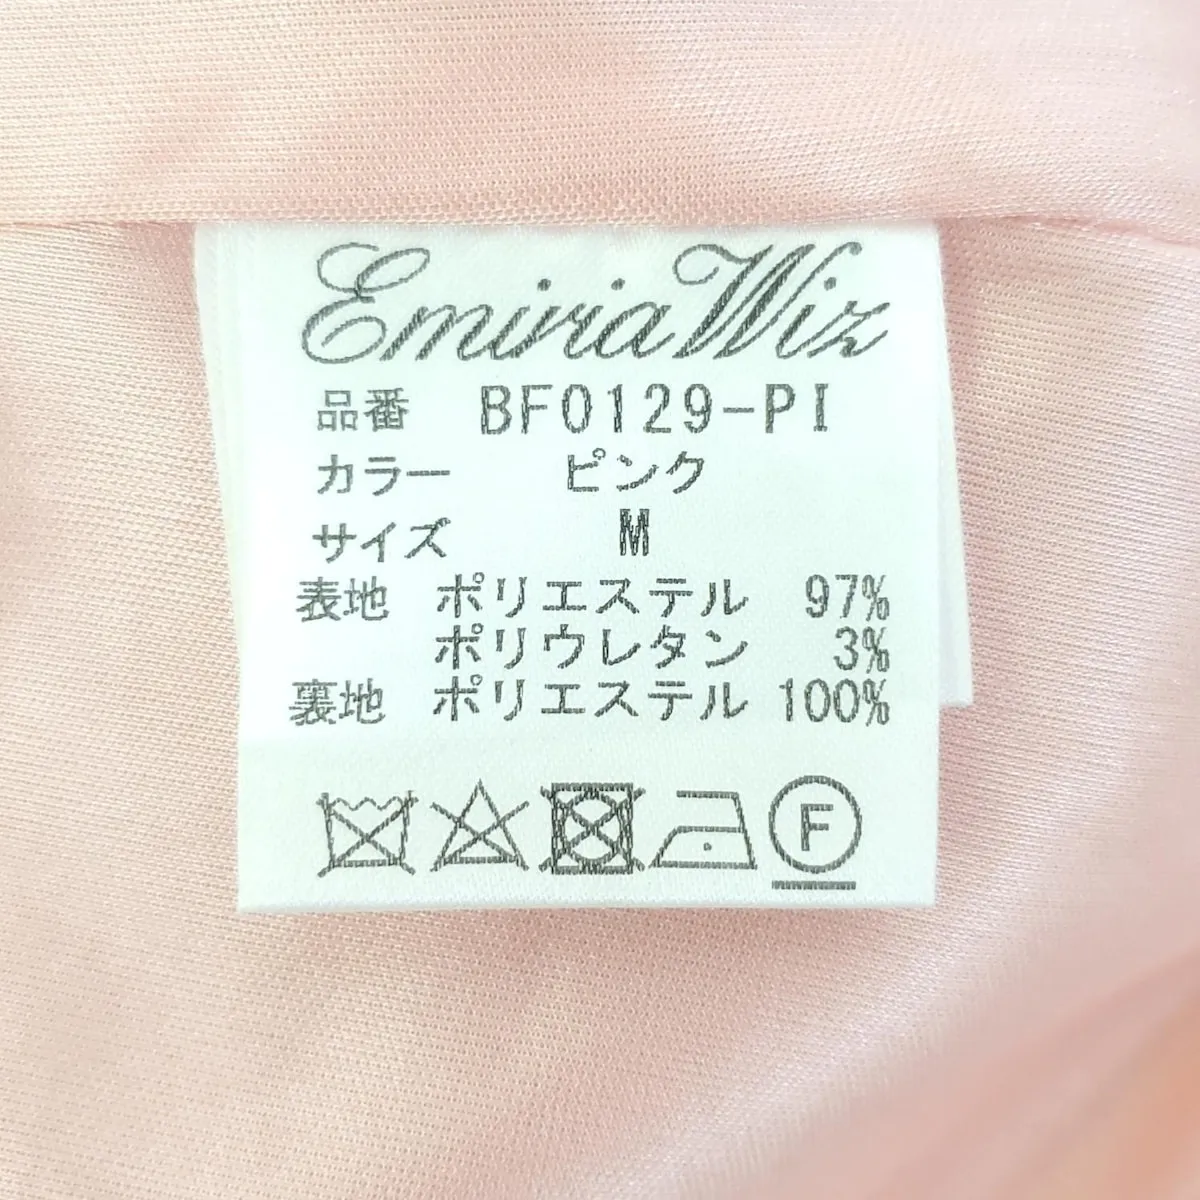 EmiriaWiz
品番 BF0129-PI
カラー ピンク
サイズ M
表地 ポリエステル 97%
ポリウレタン 3%
裏地 ポリエステル 100%
F